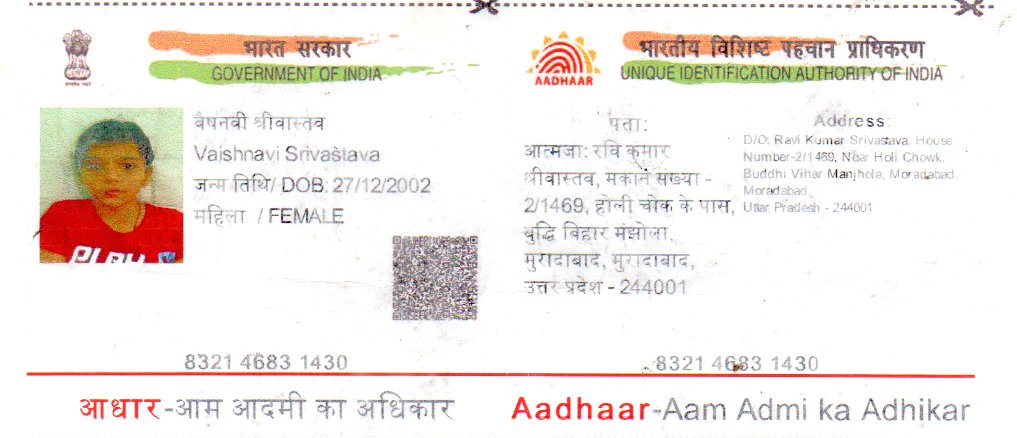 भारत सरकार
GOVERNMENT OF INDIA
वैषनवी श्रीवास्तव
Vaishnavi Srivastava
जन्म तिथि/ DOB: 27/12/2002
महिला / FEMALE
8321 4683 1430
आधार-आम आदमी का अधिकार
AADHAAR
भारतीय विशिष्ट पहचान प्राधिकरण
UNIQUE IDENTIFICATION AUTHORITY OF INDIA
पता:
आत्मजा: रवि कुमार
श्रीवास्तव, मकान संख्या -
2/1469, होली चोक के पास,
बुद्धि बिहार मंझोला,
मुरादाबाद, मुरादाबाद,
उत्तर प्रदेश - 244001
Address:
D/O: Ravi Kumar Srivastava, House
Number-2/1469, Near Holi Chowk,
Buddhi Vihar Manjhola, Moradabad,
Moradabad,
Uttar Pradesh - 244001
8321 4683 1430
Aadhaar-Aam Admi ka Adhikar